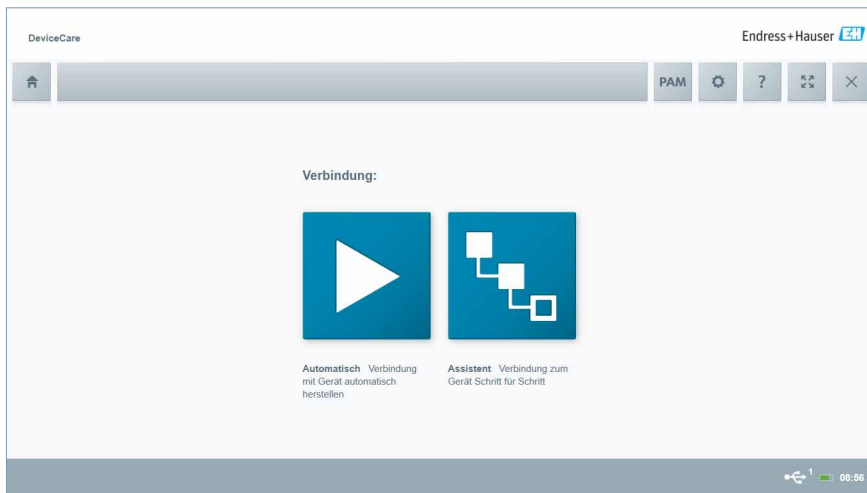 DeviceCare
Endress+Hauser EH
PAM
?
Verbindung:
Automatisch Verbindung
mit Gerät automatisch
herstellen
Assistent Verbindung zum
Gerät Schritt für Schritt
1
08:56